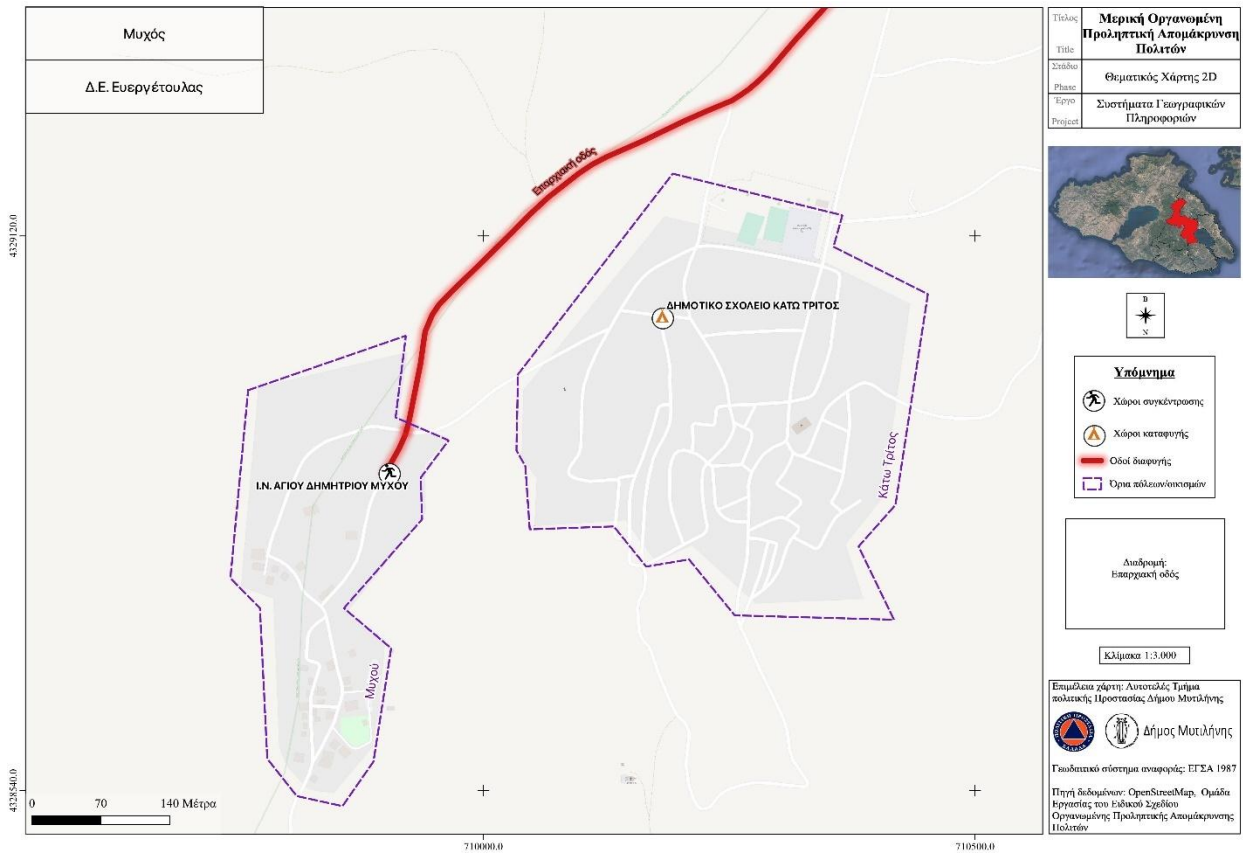 Μυχός
Δ.Ε. Ευεργέτουλας
Επαρχιακή οδός
ΔΗΜΟΤΙΚΟ ΣΧΟΛΕΙΟ ΚΑΤΩ ΤΡΙΤΟΣ
Κάτω Τρίτος
Ι.Ν. ΑΓΙΟΥ ΔΗΜΗΤΡΙΟΥ ΜΥΧΟΥ
Μυχού
4329120.0
4328540.0
0 70 140 Μέτρα
710000.0
710500.0
Τίτλος
Title
Μερική Οργανωμένη
Προληπτική Απομάκρυνση
Πολιτών
Στάδιο
Phase
Θεματικός Χάρτης 2D
Έργο
Project
Συστήματα Γεωγραφικών
Πληροφοριών
Β
Ν
Υπόμνημα
Χώροι συγκέντρωσης
Χώροι καταφυγής
Οδοί διαφυγής
Όρια πόλεων/οικισμών
Διαδρομή:
Επαρχιακή οδός
Κλίμακα 1:3.000
Επιμέλεια χάρτη: Αυτοτελές Τμήμα
πολιτικής Προστασίας Δήμου Μυτιλήνης
Δήμος Μυτιλήνης
Γεωδαιτικό σύστημα αναφοράς: ΕΓΣΑ 1987
Πηγή δεδομένων: OpenStreetMap, Ομάδα
Εργασίας του Ειδικού Σχεδίου
Οργανωμένης Προληπτικής Απομάκρυνσης
Πολιτών